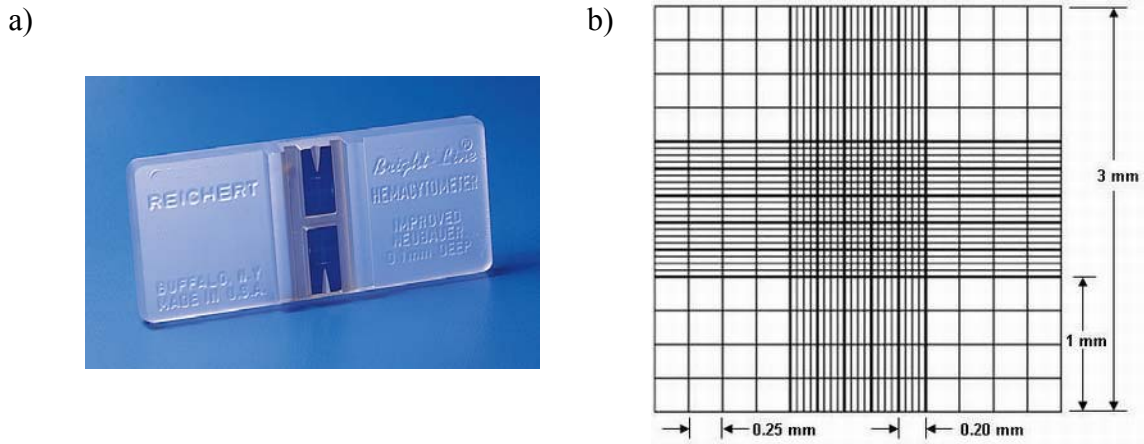 a)
REICHERT
BUFFALO, N.Y.
MADE IN U.S.A.
Bright-Line®
HEMACYTOMETER
IMPROVED
NEUBAUER
0.1mm DEEP
b)
3 mm
1 mm
0.25 mm
0.20 mm